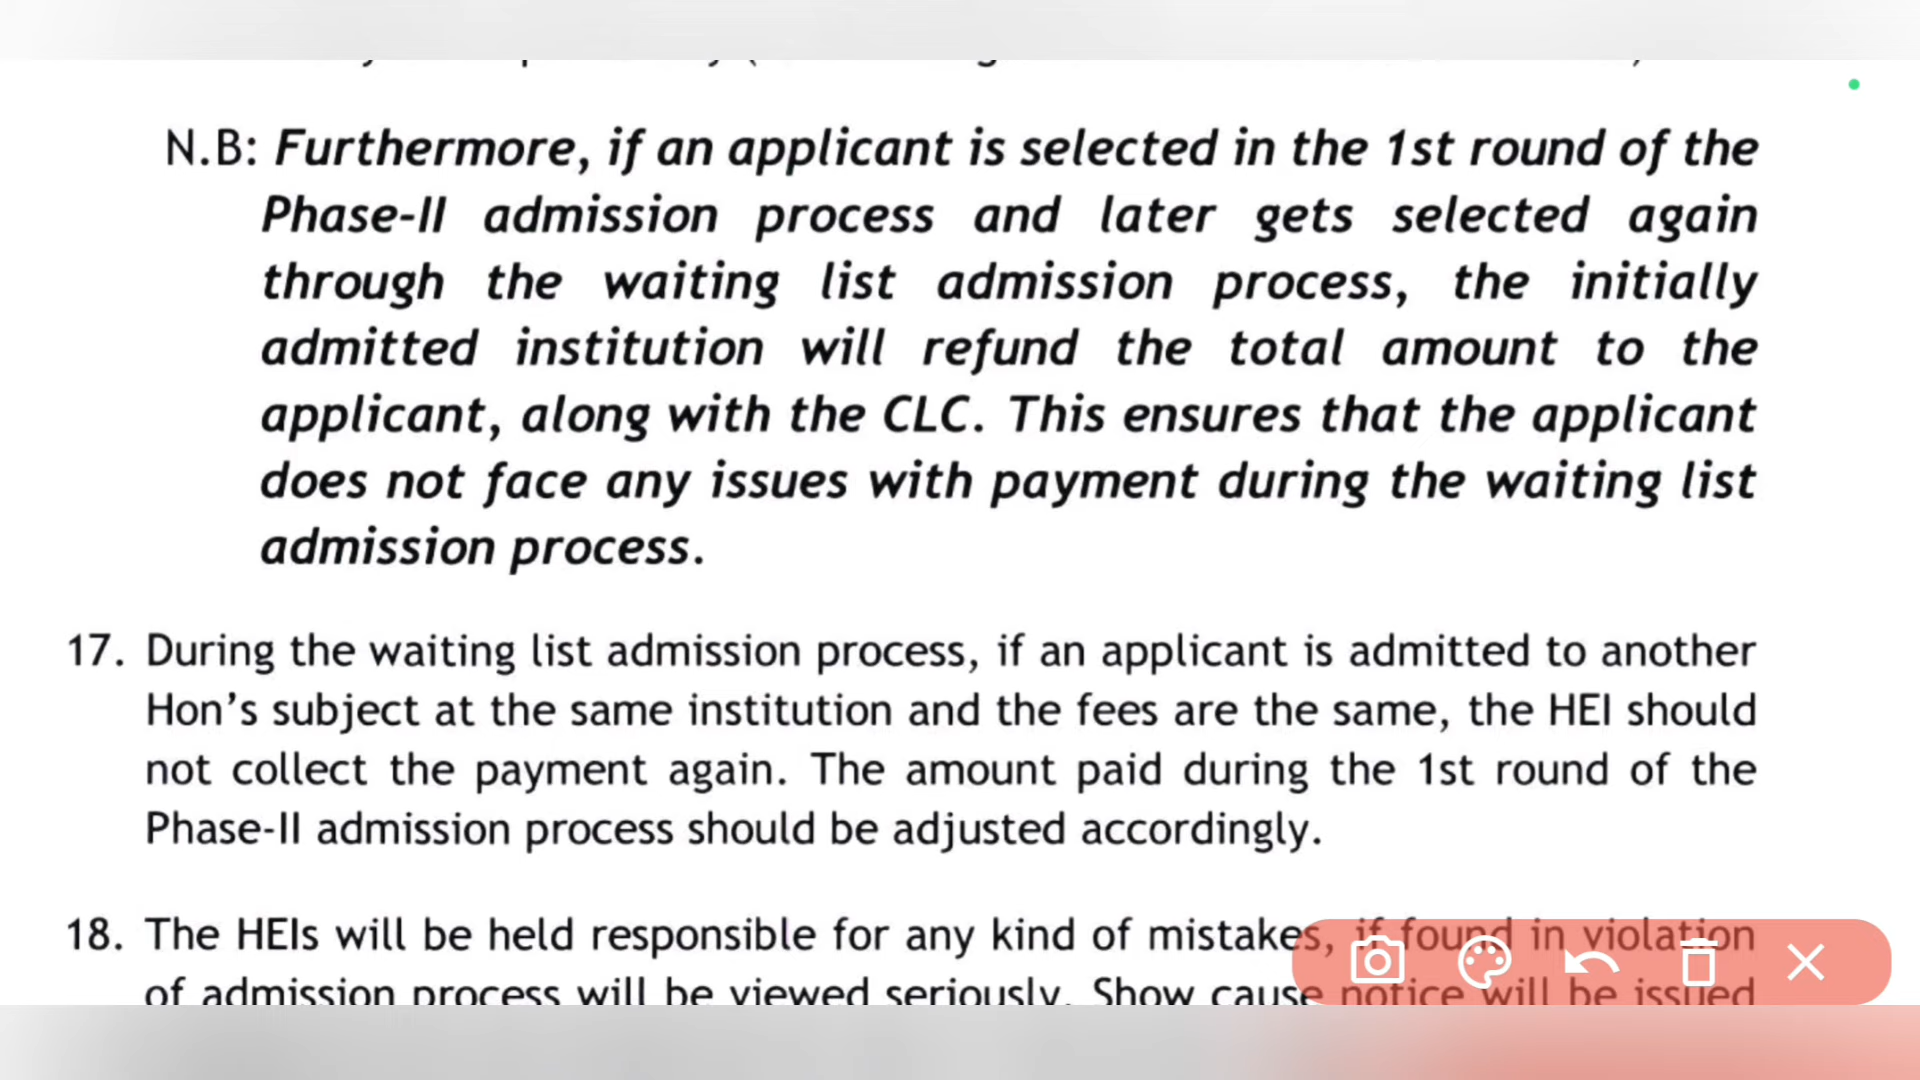 N.B: Furthermore, if an applicant is selected in the 1st round of the
Phase-II admission process and later gets selected again
through the waiting list admission process, the initially
admitted institution will refund the total amount to the
applicant, along with the CLC. This ensures that the applicant
does not face any issues with payment during the waiting list
admission process.
17. During the waiting list admission process, if an applicant is admitted to another
Hon’s subject at the same institution and the fees are the same, the HEI should
not collect the payment again. The amount paid during the 1st round of the
Phase-II admission process should be adjusted accordingly.
18. The HEIs will be held responsible for any kind of mistakes, if found in violation
of admission process will be viewed seriously. Show cause notice will be issued